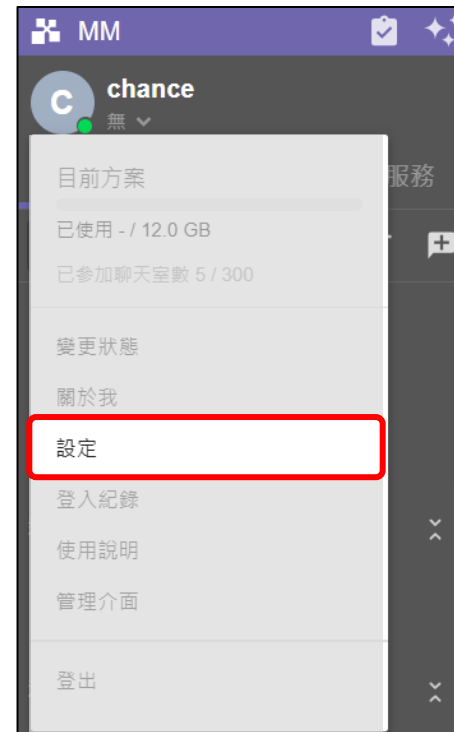 MM
C
chance
無
服務
目前方案
已使用 - / 12.0 GB
已參加聊天室數 5 / 300
變更狀態
關於我
設定
登入紀錄
使用說明
管理介面
登出